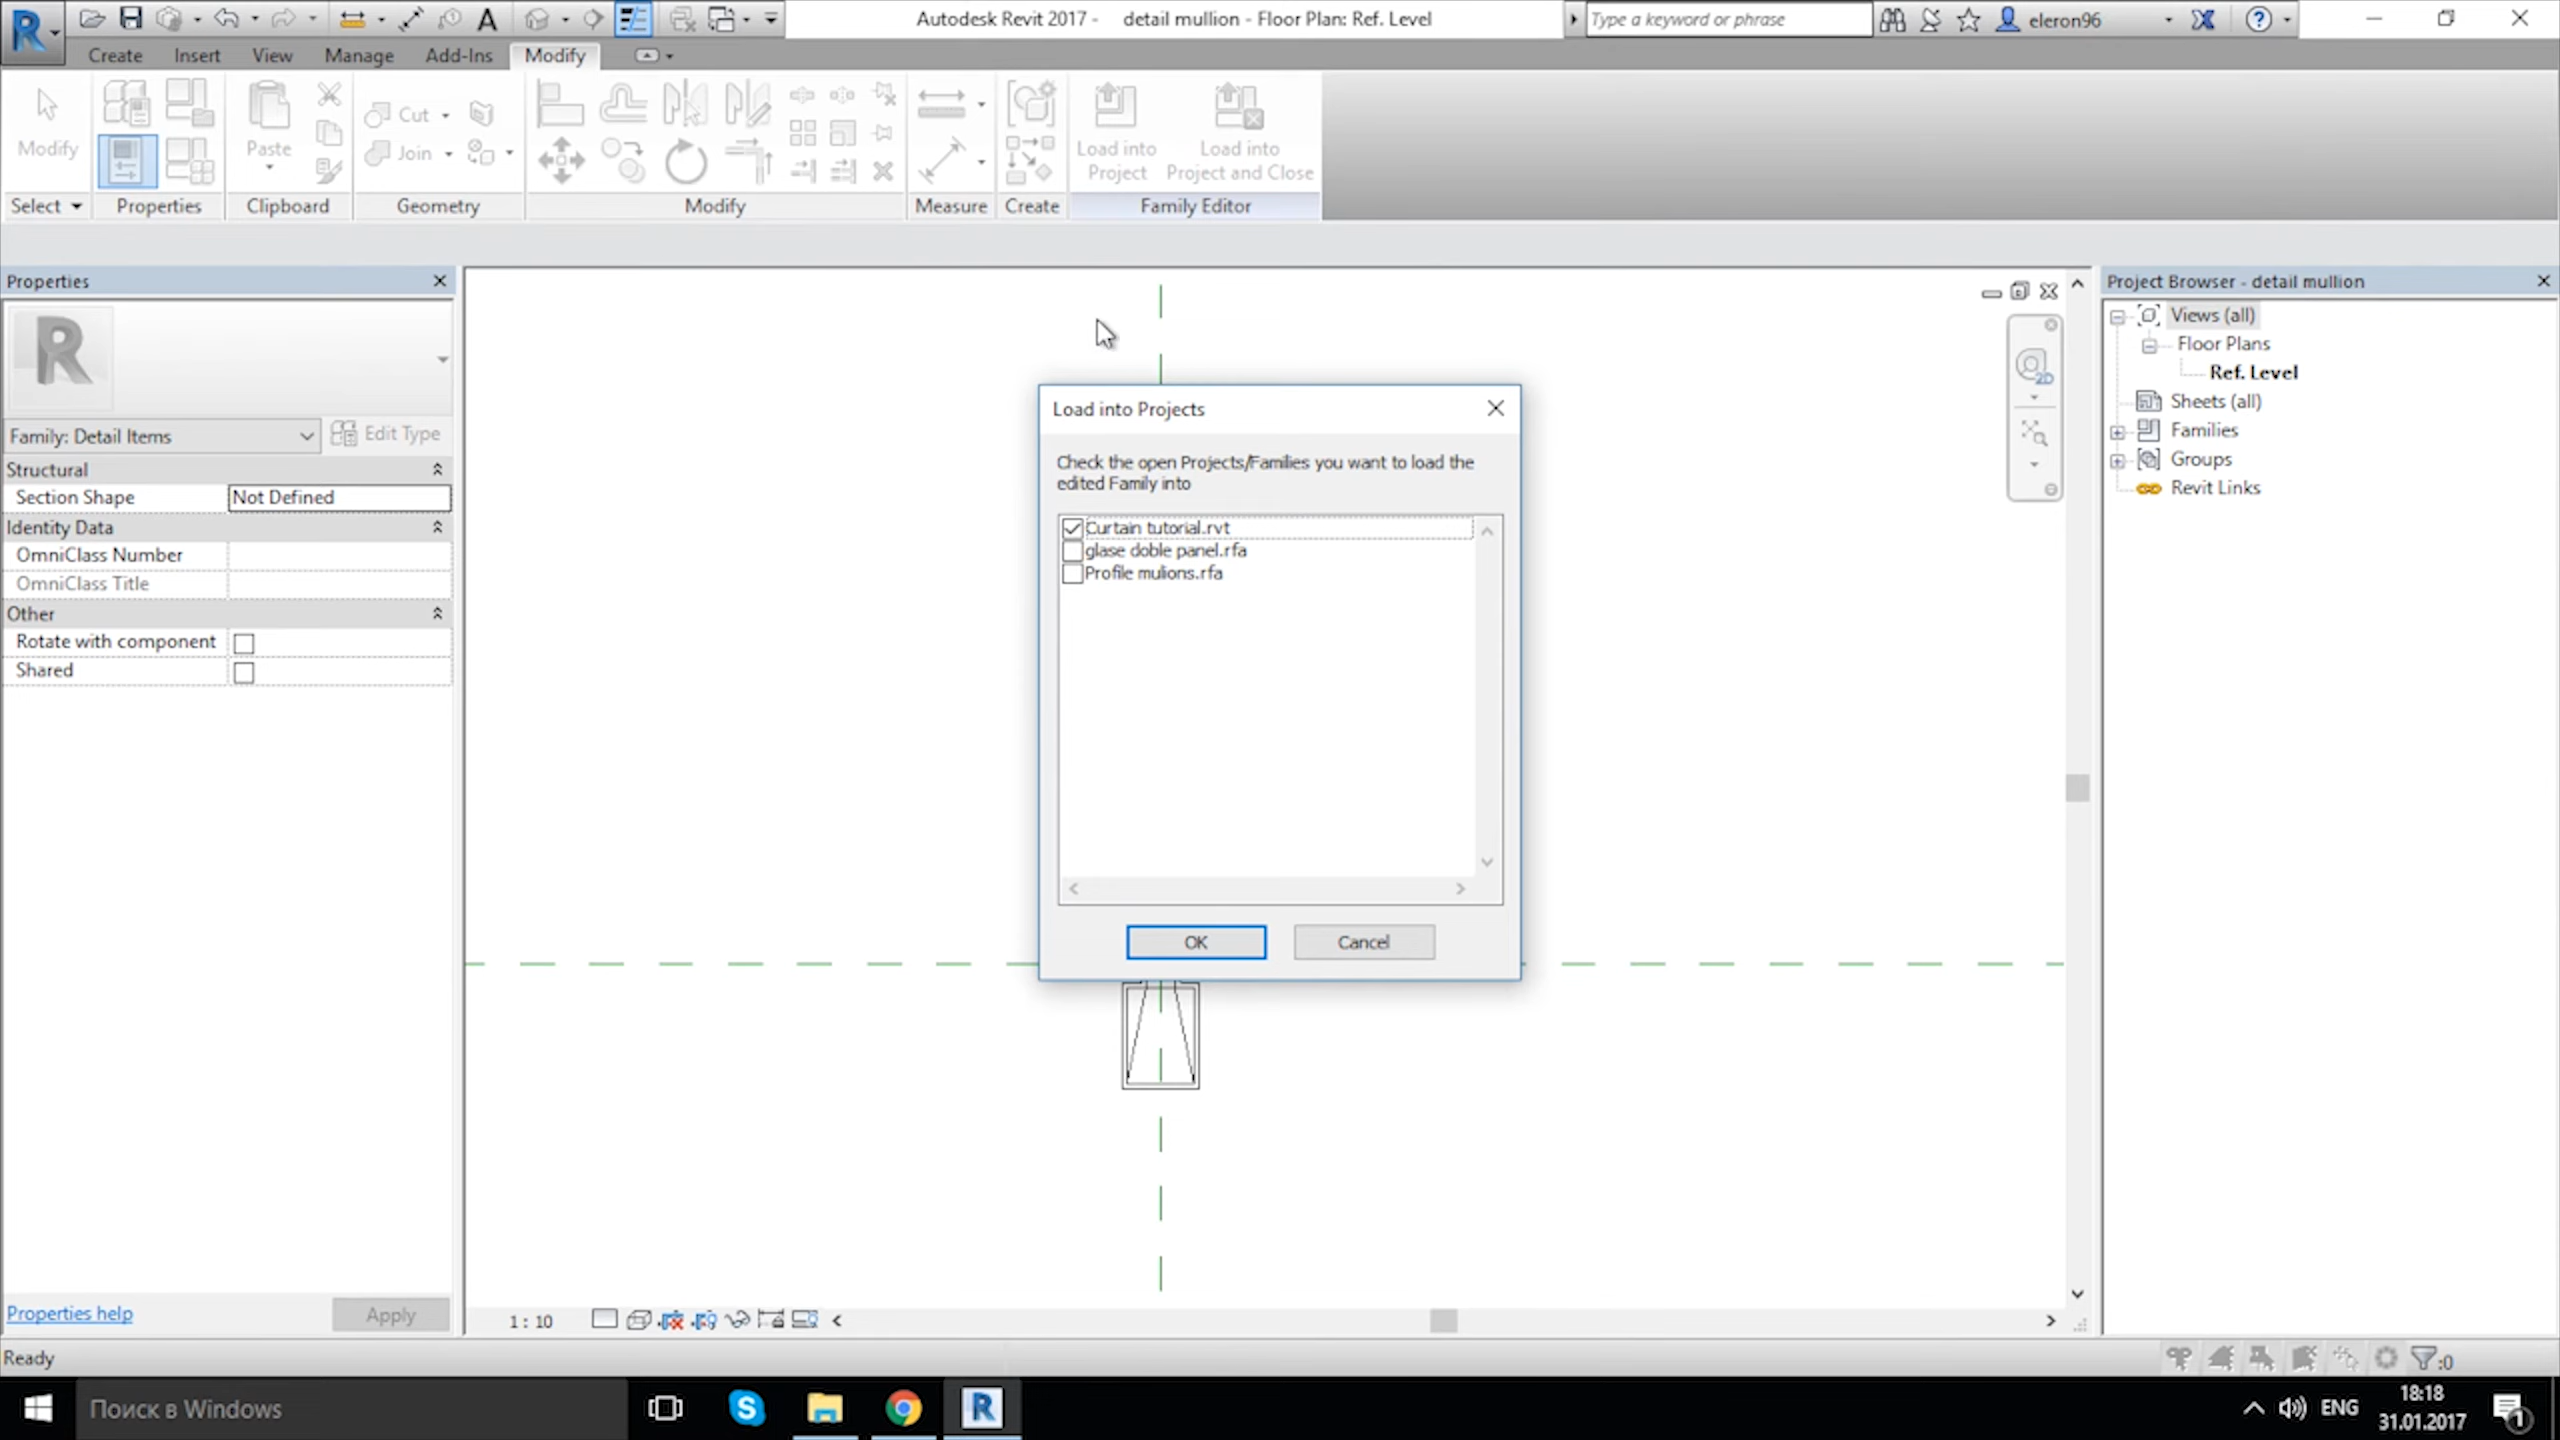 Autodesk Revit 2017 - detail mullion - Floor Plan: Ref. Level
Type a keyword or phrase
eleron96
Create Insert View Manage Add-Ins Modify
Modify
Paste
Cut
Join
Load into Project
Load into Project and Close
Select Properties Clipboard Geometry Modify Measure Create Family Editor
Properties
Family: Detail Items
Edit Type
Structural
Section Shape Not Defined
Identity Data
OmniClass Number
OmniClass Title
Other
Rotate with component
Shared
Properties help
Apply
2D
Load into Projects
Check the open Projects/Families you want to load the
edited Family into
Curtain tutorial.rvt
glase doble panel.rfa
Profile mulions.rfa
OK Cancel
1 : 10
Project Browser - detail mullion
Views (all)
Floor Plans
Ref. Level
Sheets (all)
Families
Groups
Revit Links
Ready
:0
Поиск в Windows
ENG
18:18
31.01.2017
1